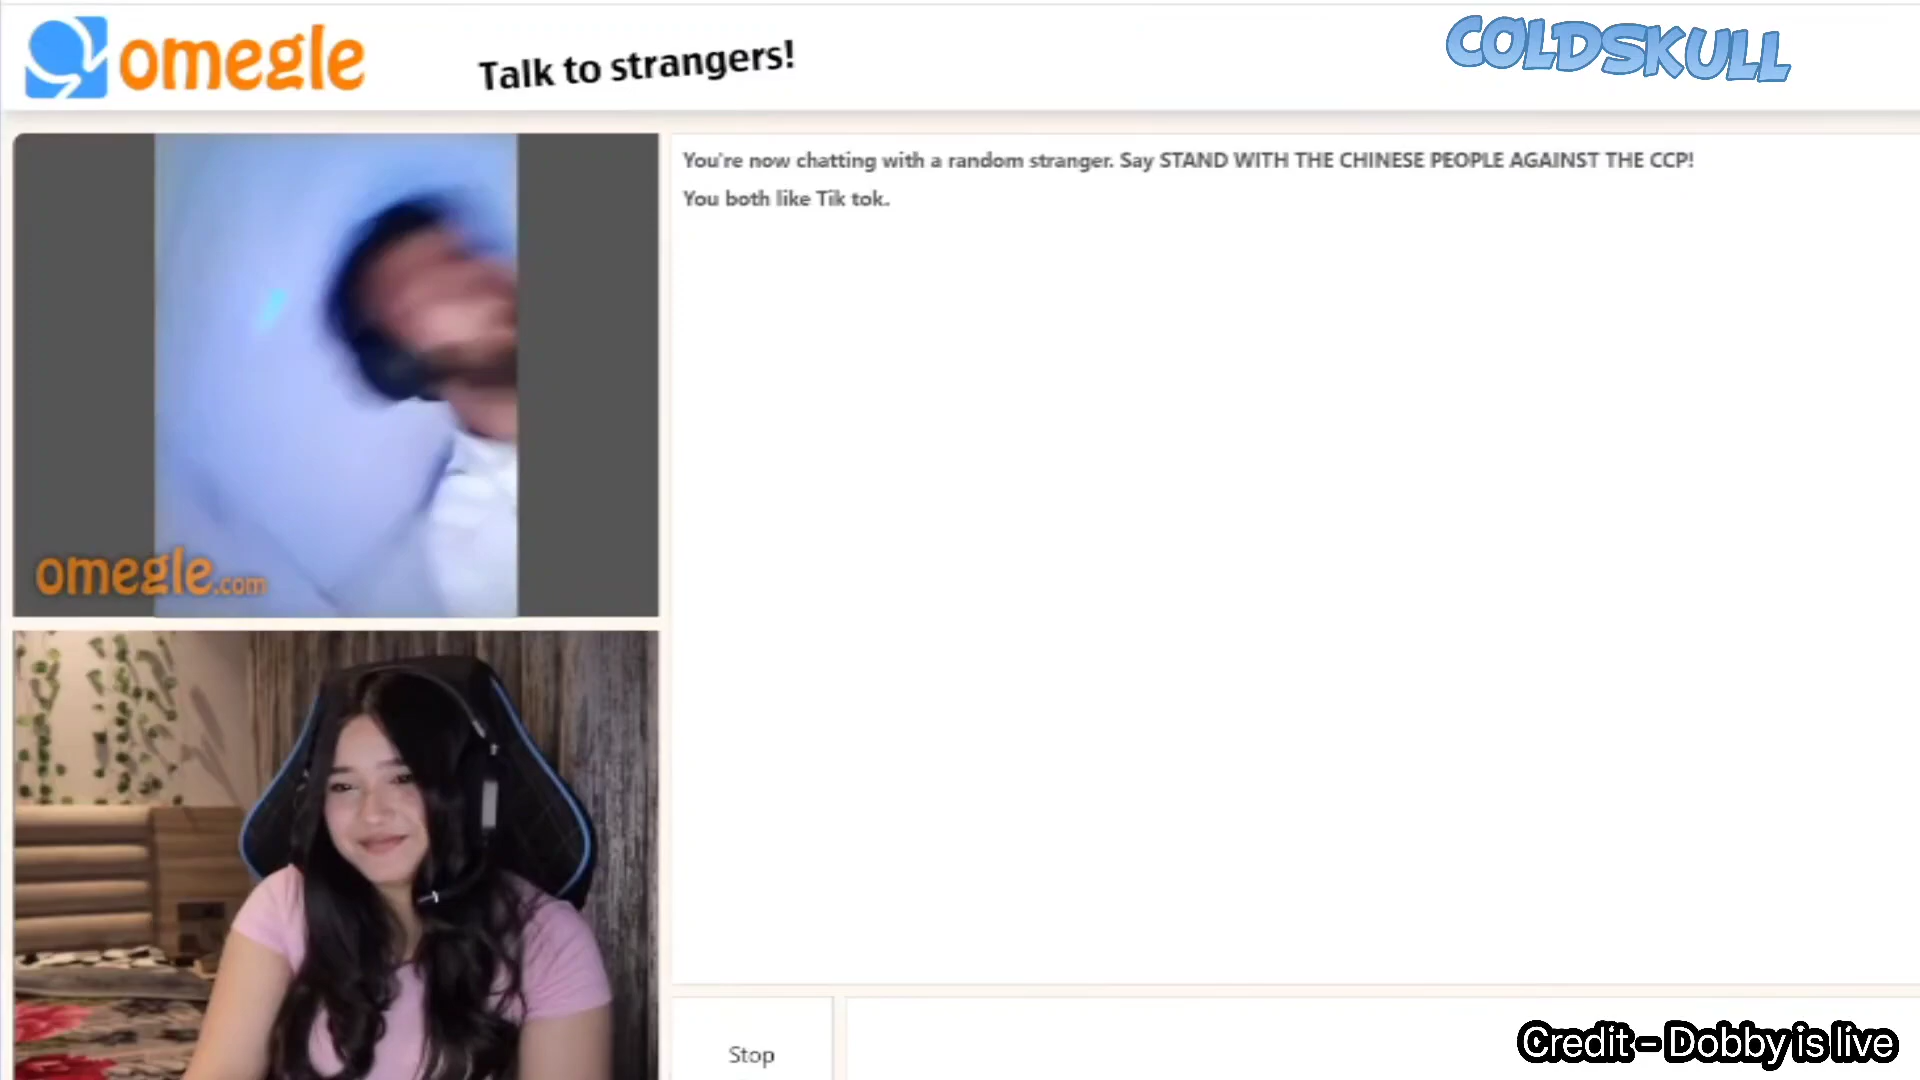 omegle
Talk to strangers!
COLDSKULL
You're now chatting with a random stranger. Say STAND WITH THE CHINESE PEOPLE AGAINST THE CCP!
You both like Tik tok.
omegle.com
Stop
Credit - Dobby is live